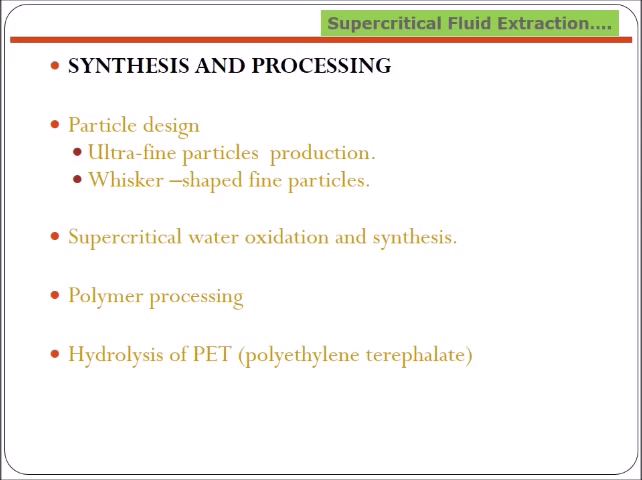 Supercritical Fluid Extraction....
• SYNTHESIS AND PROCESSING
• Particle design
• Ultra-fine particles production.
• Whisker –shaped fine particles.
• Supercritical water oxidation and synthesis.
• Polymer processing
• Hydrolysis of PET (polyethylene terephalate)